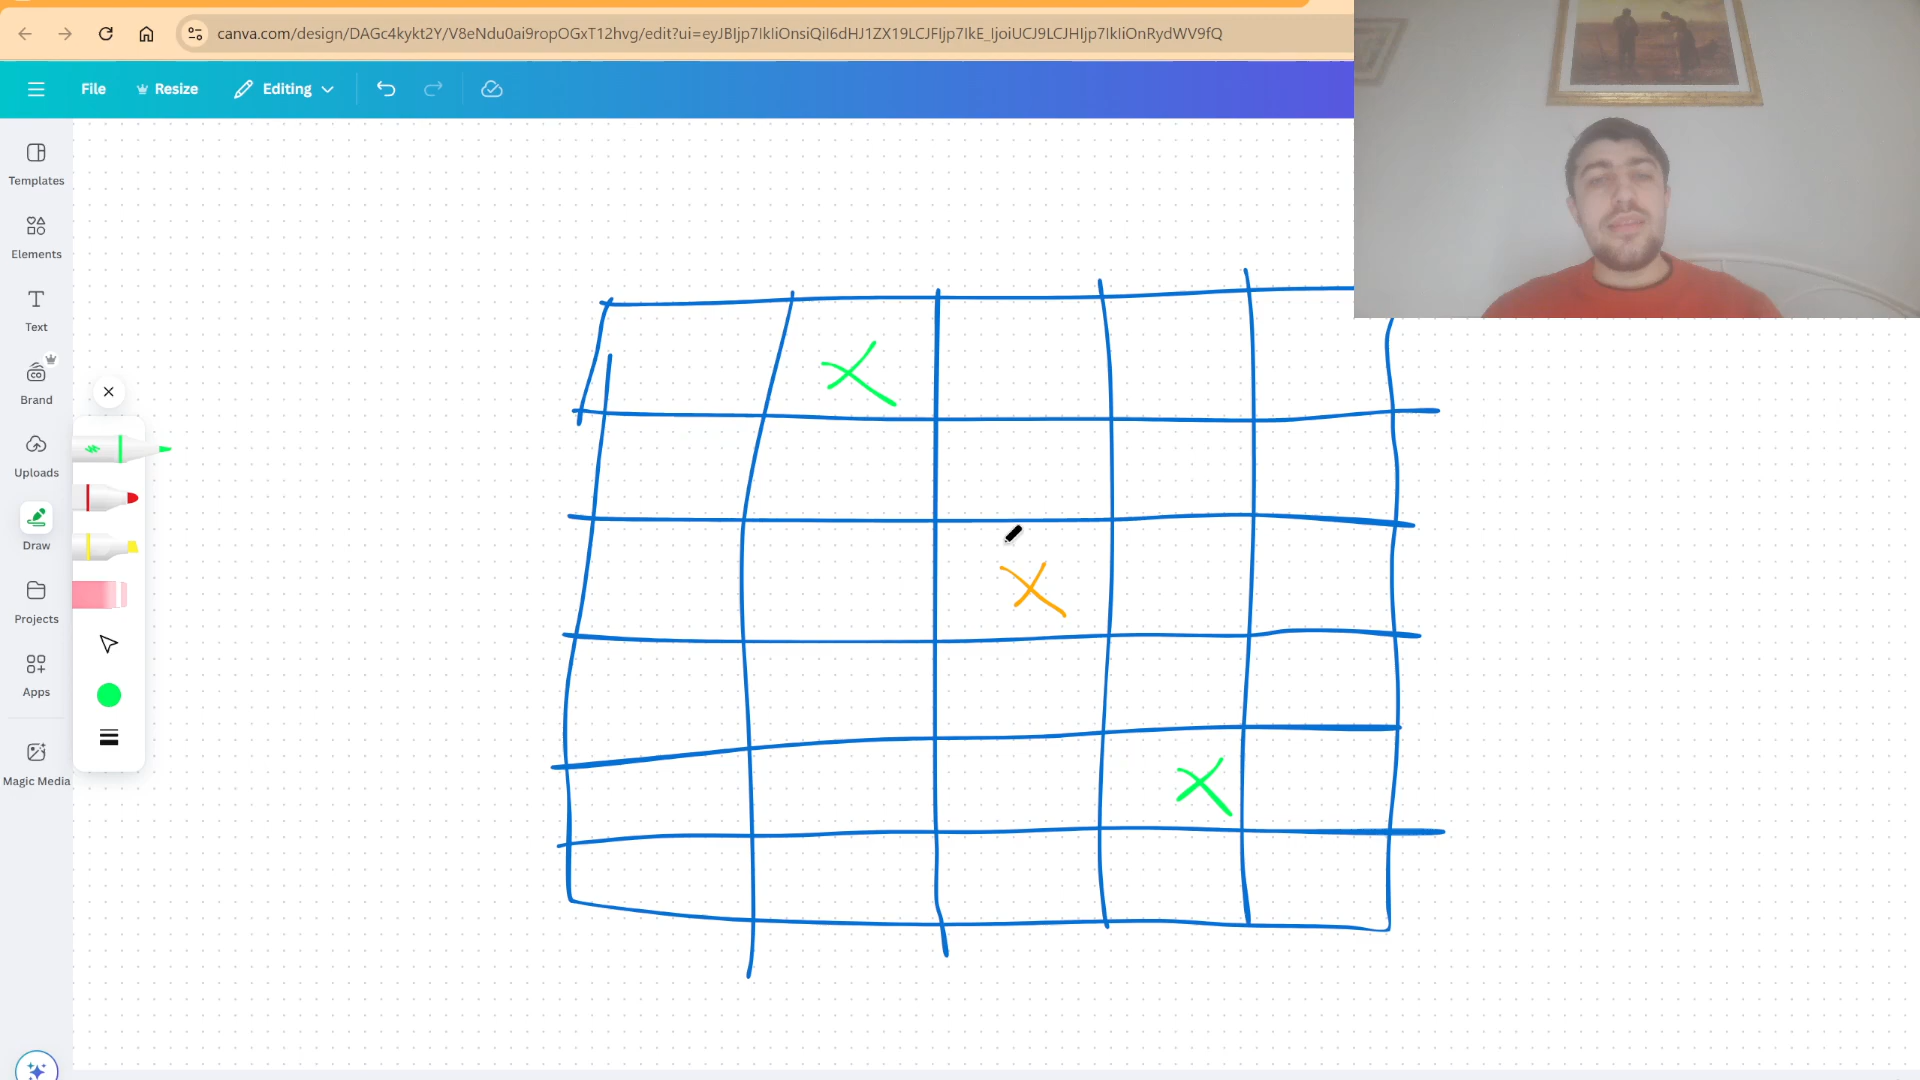 canva.com/design/DAGc4kykt2Y/V8eNdu0ai9ropOGxT12hvg/edit?ui=eyJBIjp7IkIiOnsiQiI6dHJ1ZX19LCJFIjp7IkE_IjoiUCJ9LCJHIjp7IkIiOnRydWV9fQ
File
Resize
Editing
Templates
Elements
Text
Brand
Uploads
Draw
Projects
Apps
Magic Media
X
X
X